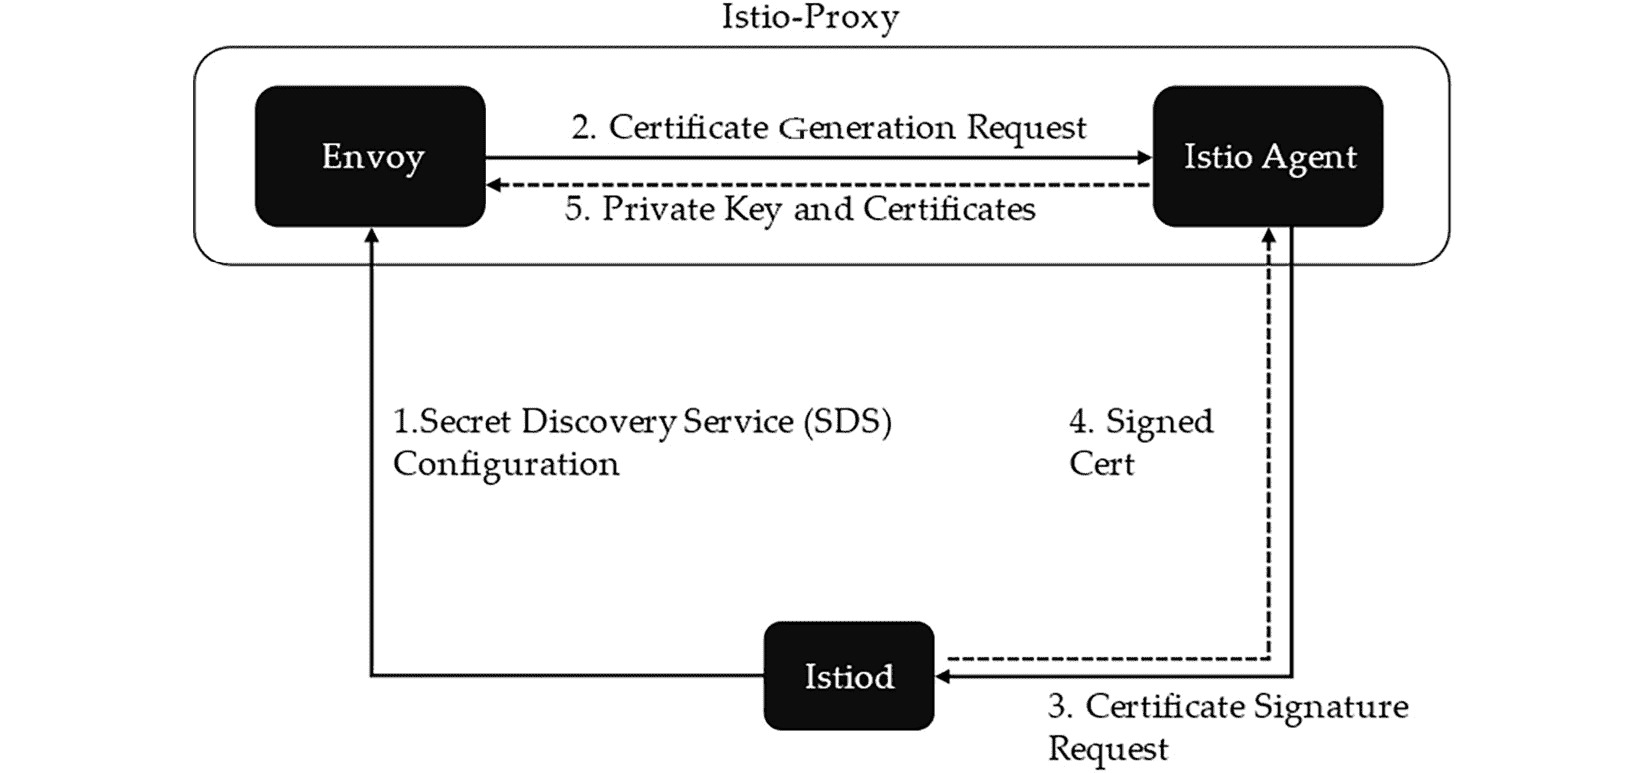 Istio-Proxy
Envoy
2. Certificate Generation Request
Istio Agent
5. Private Key and Certificates
1.Secret Discovery Service (SDS)
Configuration
4. Signed
Cert
Istiod
3. Certificate Signature
Request